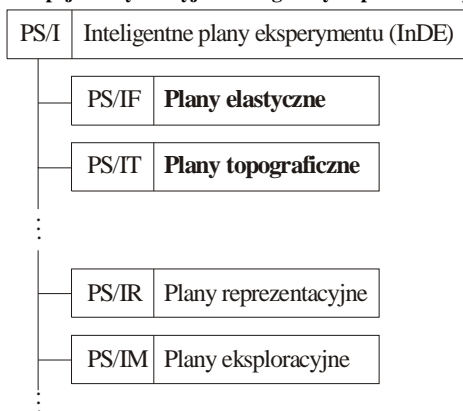 PS/I Inteligentne plany eksperymentu (InDE)
PS/IF Plany elastyczne
PS/IT Plany topograficzne
PS/IR Plany reprezentacyjne
PS/IM Plany eksploracyjne